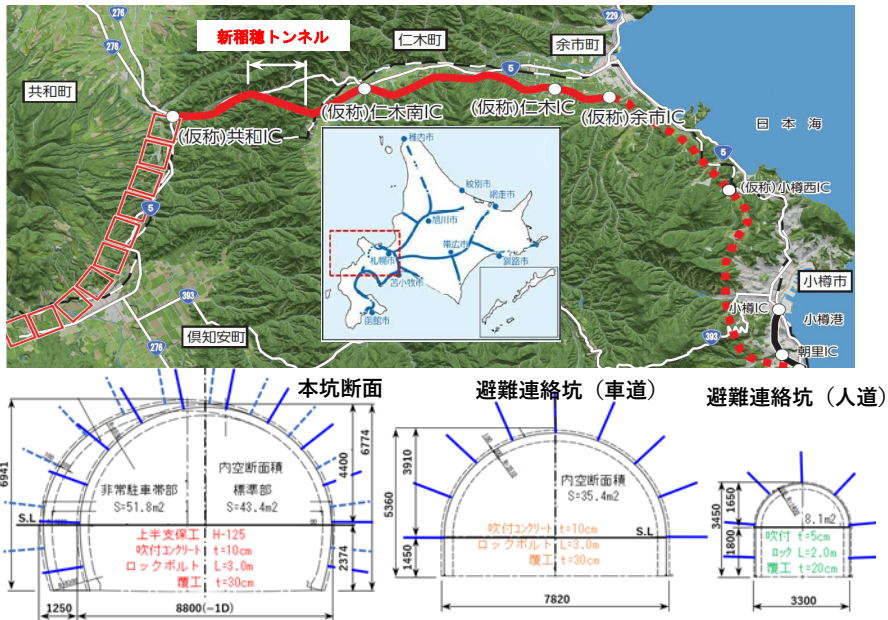 276
276
229
新稲穂トンネル
仁木町
余市町
5
共和町
(仮称)共和IC
(仮称)仁木南IC
(仮称)仁木IC
(仮称)余市IC
日本海
5
(仮称)小樽西IC
5
稚内市
紋別市
網走市
旭川市
札幌市
帯広市
釧路市
苫小牧市
函館市
小樽市
小樽IC
小樽港
朝里IC
393
393
倶知安町
276
本坑断面
避難連絡坑（車道）
避難連絡坑（人道）
6941
非常駐車帯部
S=51.8m2
内空断面積
標準部
S=43.4m2
4400
6774
2374
S.L
上半支保工 H-125
吹付コンクリート t=10cm
ロックボルト L=3.0m
覆工 t=30cm
1250
8800(=1D)
5360
3910
1450
内空断面積
S=35.4m2
吹付コンクリート t=10cm
S.L
ロックボルト L=3.0m
覆工 t=30cm
7820
3450
1650
1800
8.1m2
吹付 t=5cm
ロック L=2.0m
覆工 t=20cm
3300